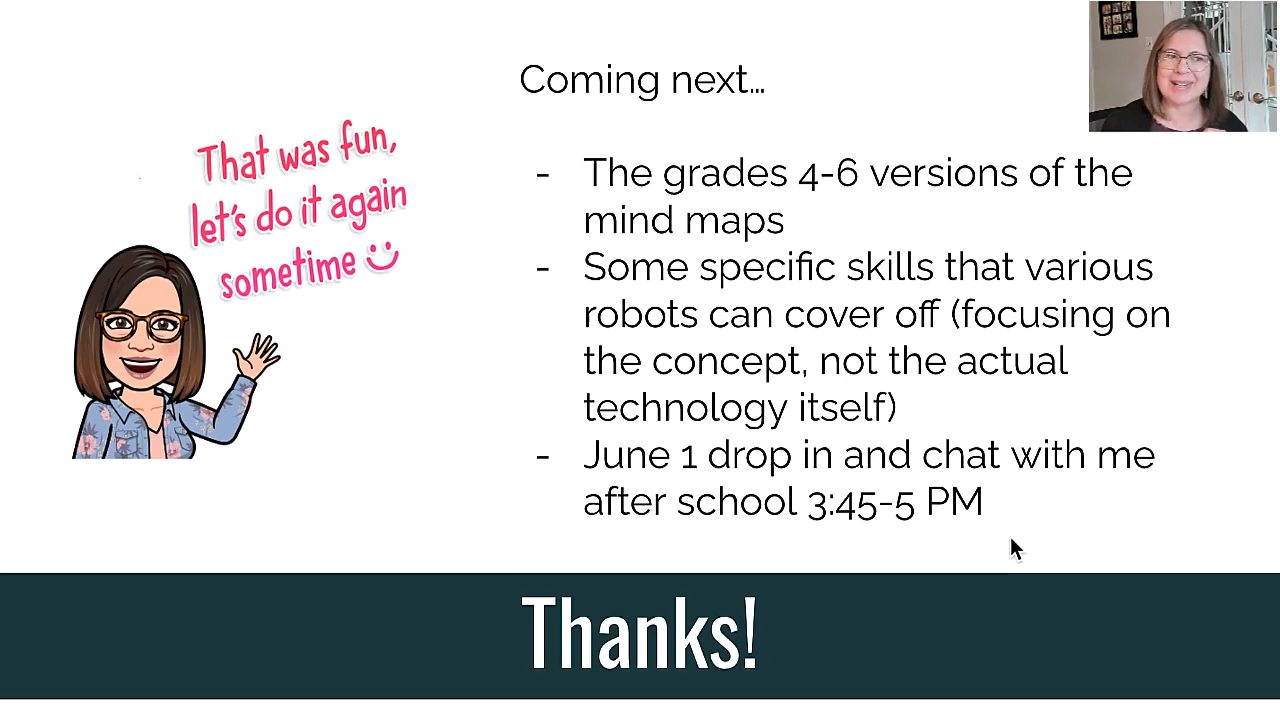 Coming next…
That was fun,
let's do it again
sometime
- The grades 4-6 versions of the
mind maps
- Some specific skills that various
robots can cover off (focusing on
the concept, not the actual
technology itself)
- June 1 drop in and chat with me
after school 3:45-5 PM
Thanks!